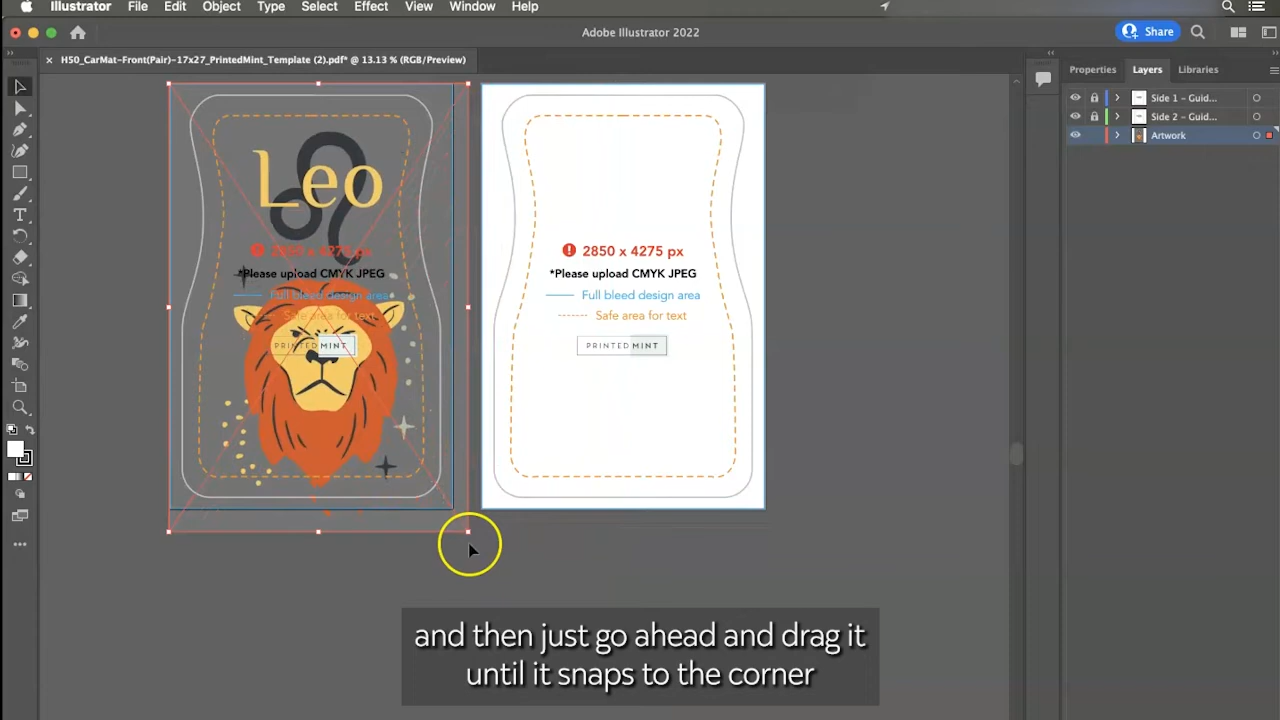 Illustrator File Edit Object Type Select Effect View Window Help
Adobe Illustrator 2022
Share
H50_CarMat-Front(Pair)-17x27_PrintedMint_Template (2).pdf* @ 13.13 % (RGB/Preview)
Properties Layers Libraries
Side 1 - Guid...
Side 2 - Guid...
Artwork
Leo
2850 x 4275 px
*Please upload CMYK JPEG
Full bleed design area
Safe area for text
PRINTED MINT
2850 x 4275 px
*Please upload CMYK JPEG
Full bleed design area
Safe area for text
PRINTED MINT
and then just go ahead and drag it
until it snaps to the corner